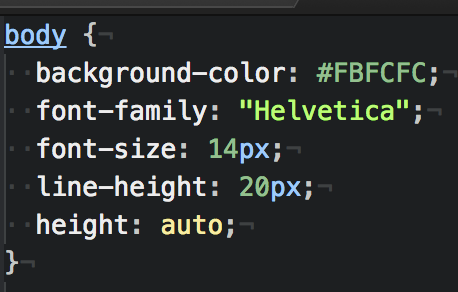 body {
  background-color: #FBFCFC;
  font-family: "Helvetica";
  font-size: 14px;
  line-height: 20px;
  height: auto;
}